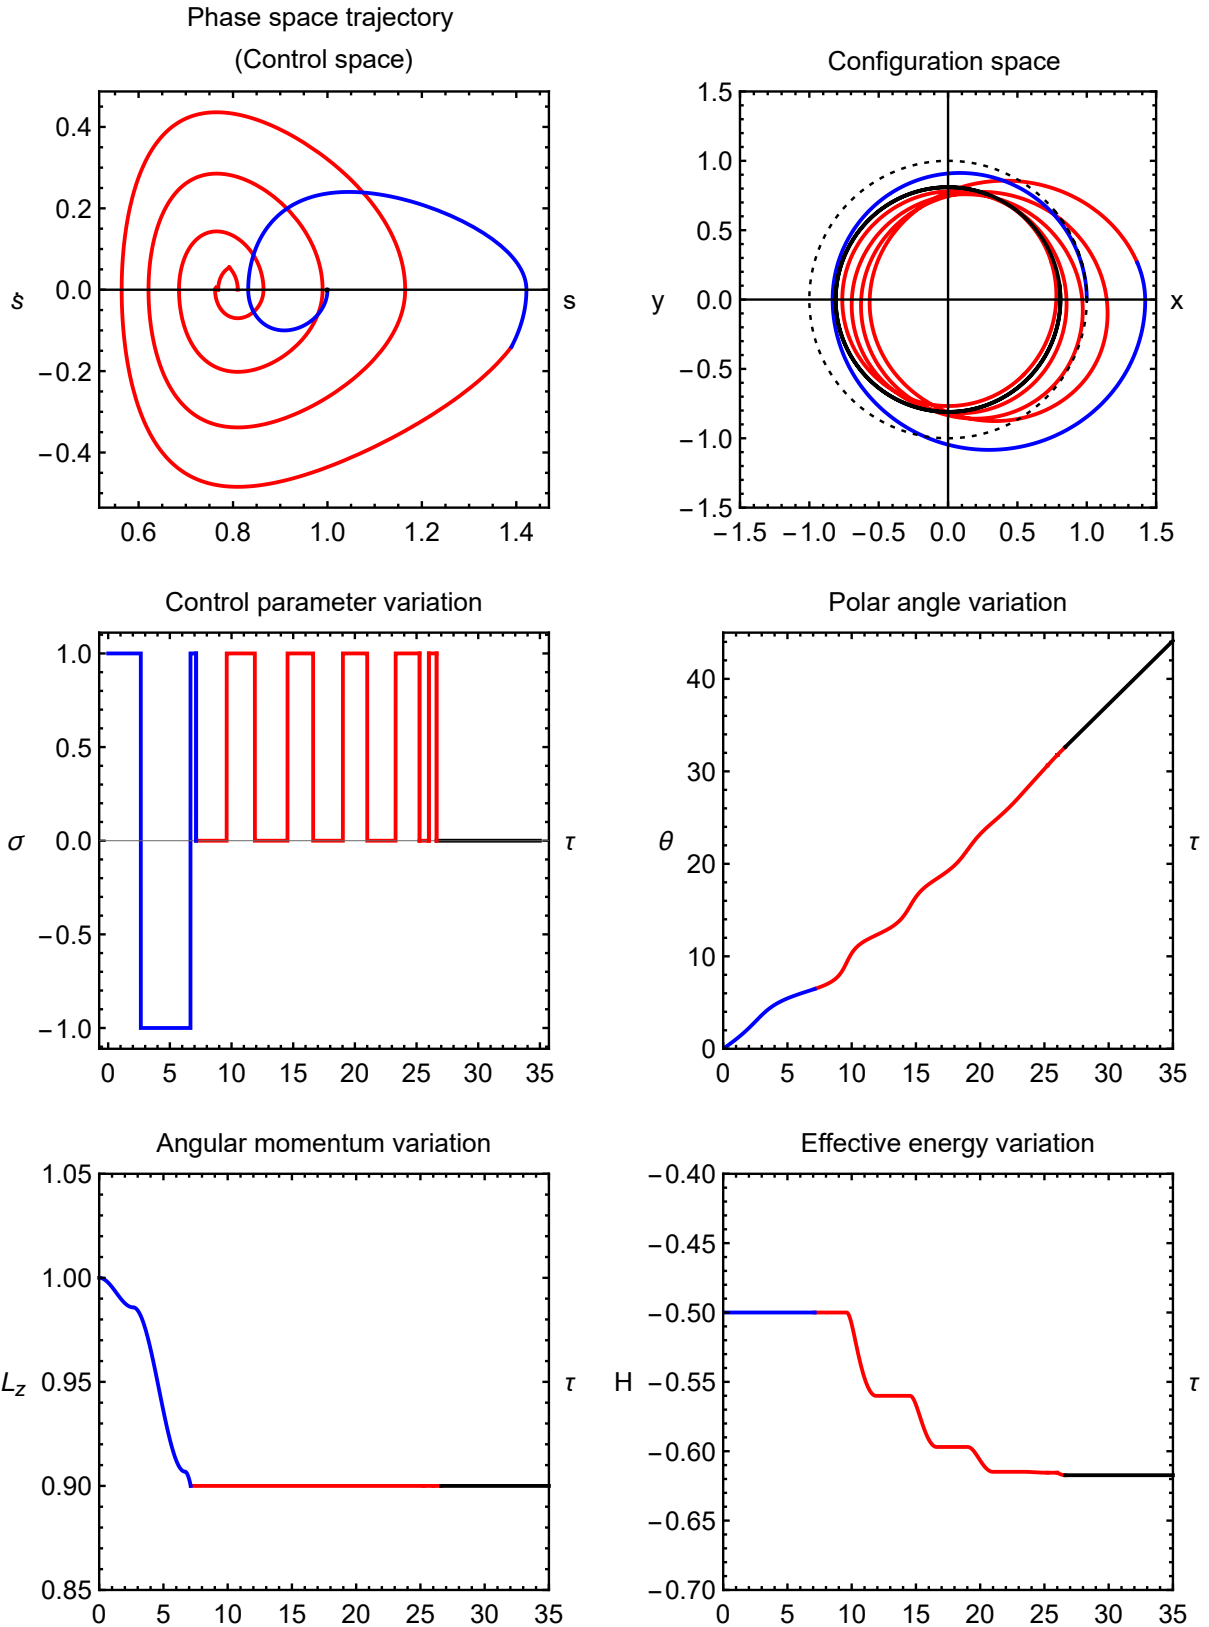 Phase space trajectory
(Control space)
0.4
0.2
0.0
−0.2
−0.4
ṡ
s
0.6 0.8 1.0 1.2 1.4
Configuration space
1.5
1.0
0.5
0.0
−0.5
−1.0
−1.5
y
x
−1.5 −1.0 −0.5 0.0 0.5 1.0 1.5
Control parameter variation
1.0
0.5
0.0
−0.5
−1.0
σ
τ
0 5 10 15 20 25 30 35
Polar angle variation
40
30
20
10
0
θ
τ
0 5 10 15 20 25 30 35
Angular momentum variation
1.05
1.00
0.95
0.90
0.85
L_z
τ
0 5 10 15 20 25 30 35
Effective energy variation
−0.40
−0.45
−0.50
−0.55
−0.60
−0.65
−0.70
H
τ
0 5 10 15 20 25 30 35